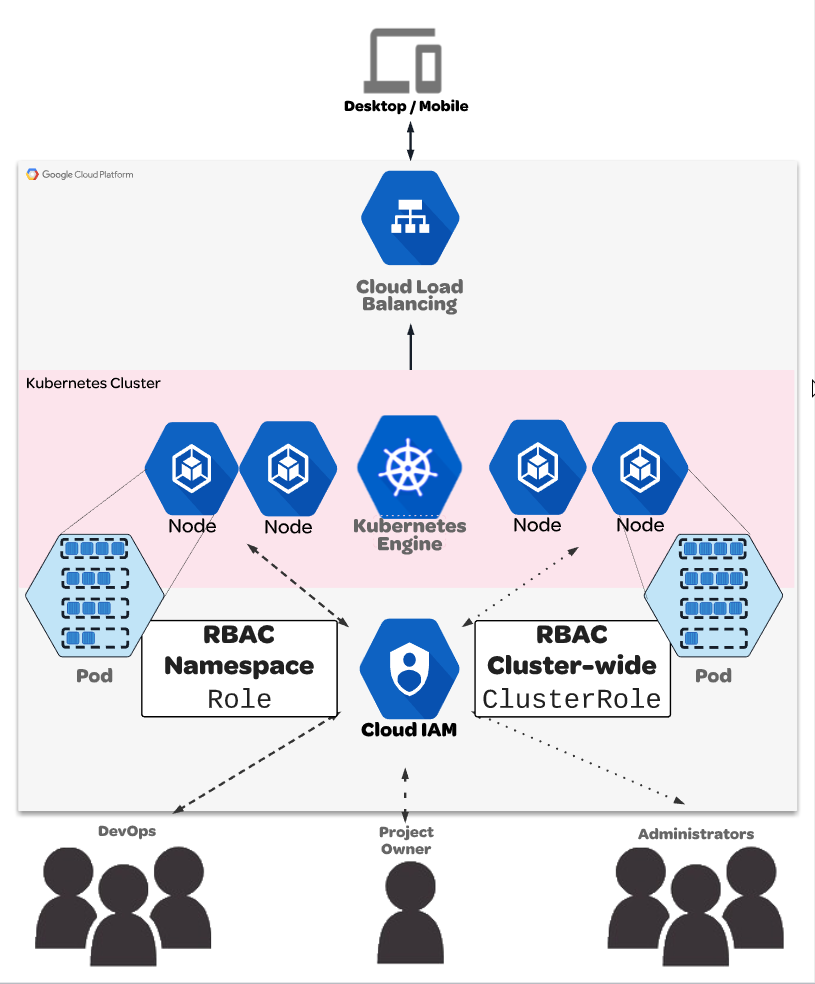 Desktop / Mobile
Google Cloud Platform
Cloud Load
Balancing
Kubernetes Cluster
Node
Node
Kubernetes
Engine
Node
Node
Pod
RBAC
Namespace
Role
RBAC
Cluster-wide
ClusterRole
Pod
Cloud IAM
DevOps
Project
Owner
Administrators